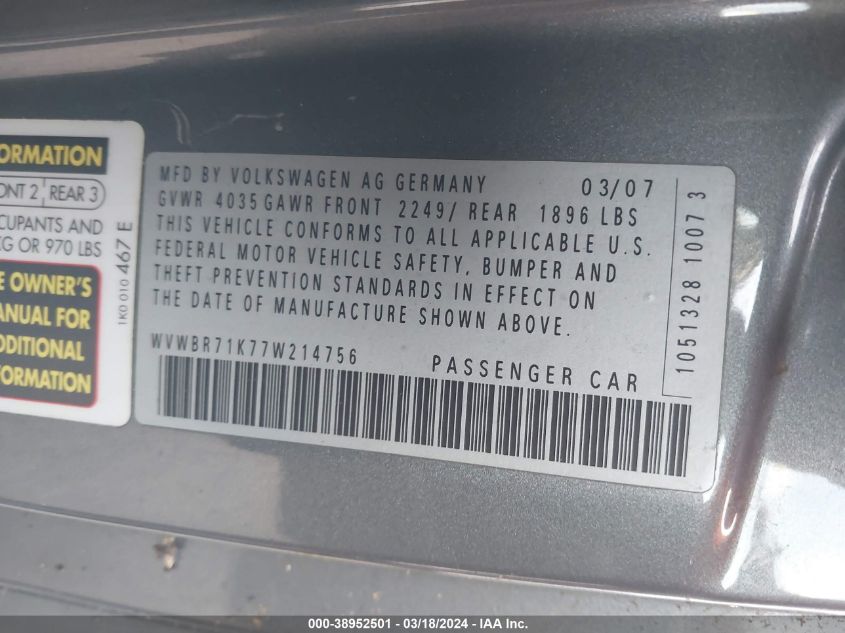 ORMATION
ONT 2 REAR 3
CUPANTS AND
KG OR 970 LBS
E OWNER'S
ANUAL FOR
DDITIONAL
FORMATION
1K0 010 467 E
MFD BY VOLKSWAGEN AG GERMANY 03/07
GVWR 4035 GAWR FRONT 2249/ REAR 1896 LBS
THIS VEHICLE CONFORMS TO ALL APPLICABLE U.S.
FEDERAL MOTOR VEHICLE SAFETY, BUMPER AND
THEFT PREVENTION STANDARDS IN EFFECT ON
THE DATE OF MANUFACTURE SHOWN ABOVE.
WVWBR71K77W214756 PASSENGER CAR
1051328 1007 3
000-38952501 - 03/18/2024 - IAA Inc.